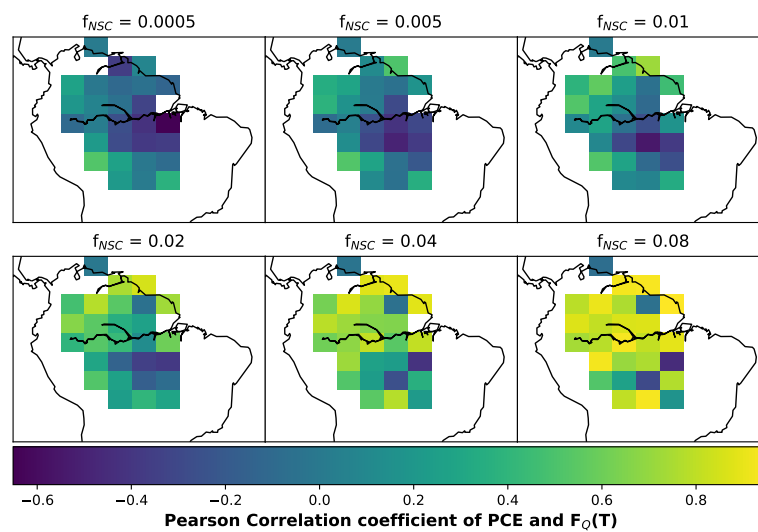 f_NSC = 0.0005 f_NSC = 0.005 f_NSC = 0.01
f_NSC = 0.02 f_NSC = 0.04 f_NSC = 0.08
−0.6 −0.4 −0.2 0.0 0.2 0.4 0.6 0.8
Pearson Correlation coefficient of PCE and F_Q(T)